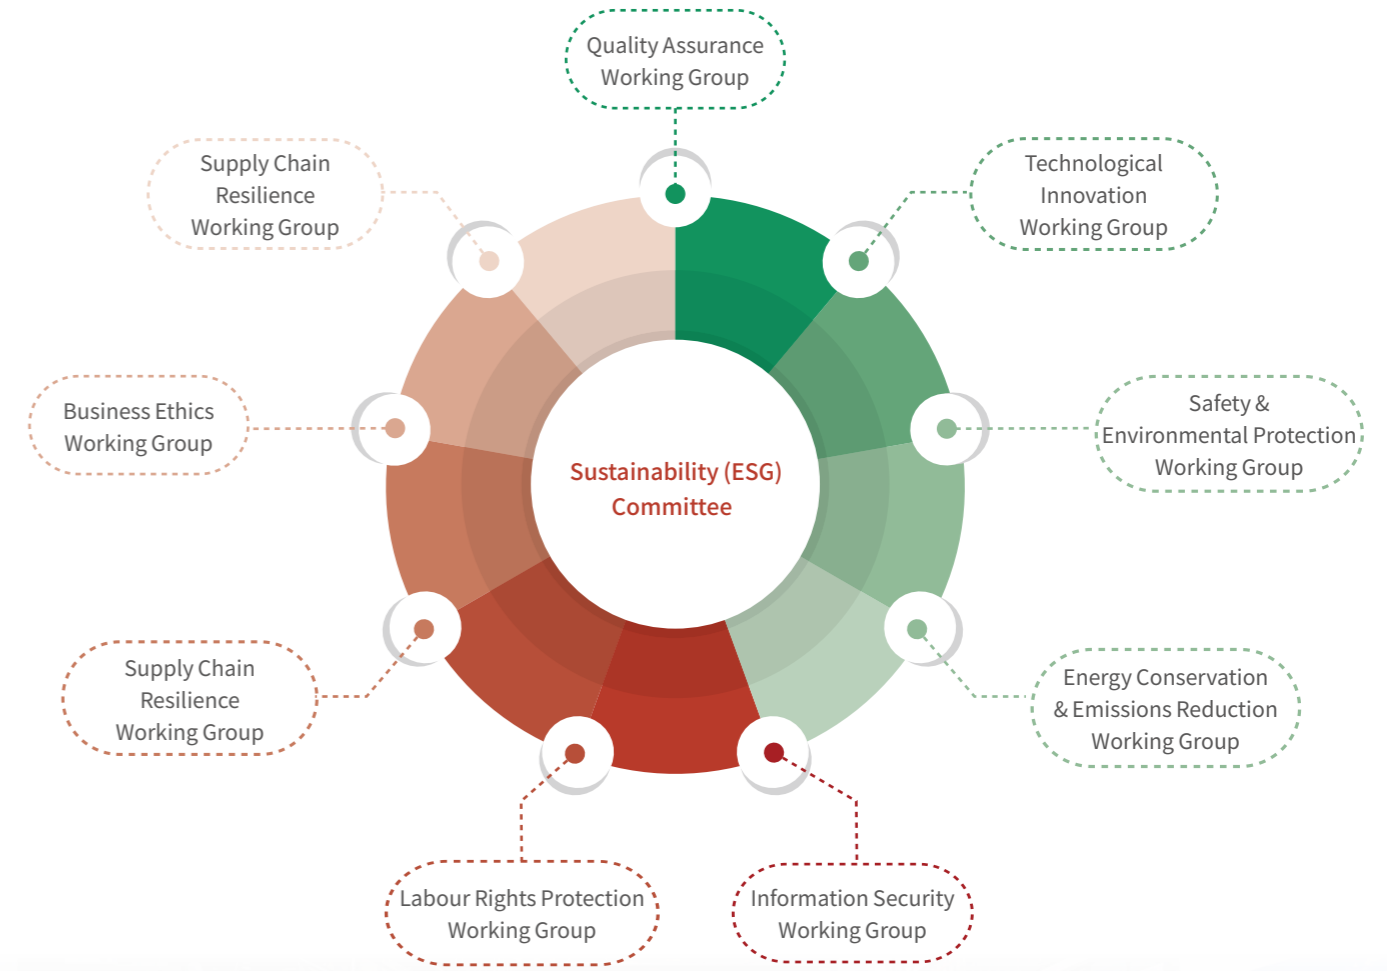 Quality Assurance
Working Group
Technological
Innovation
Working Group
Safety &
Environmental Protection
Working Group
Energy Conservation
& Emissions Reduction
Working Group
Information Security
Working Group
Labour Rights Protection
Working Group
Supply Chain
Resilience
Working Group
Business Ethics
Working Group
Supply Chain
Resilience
Working Group
Sustainability (ESG)
Committee